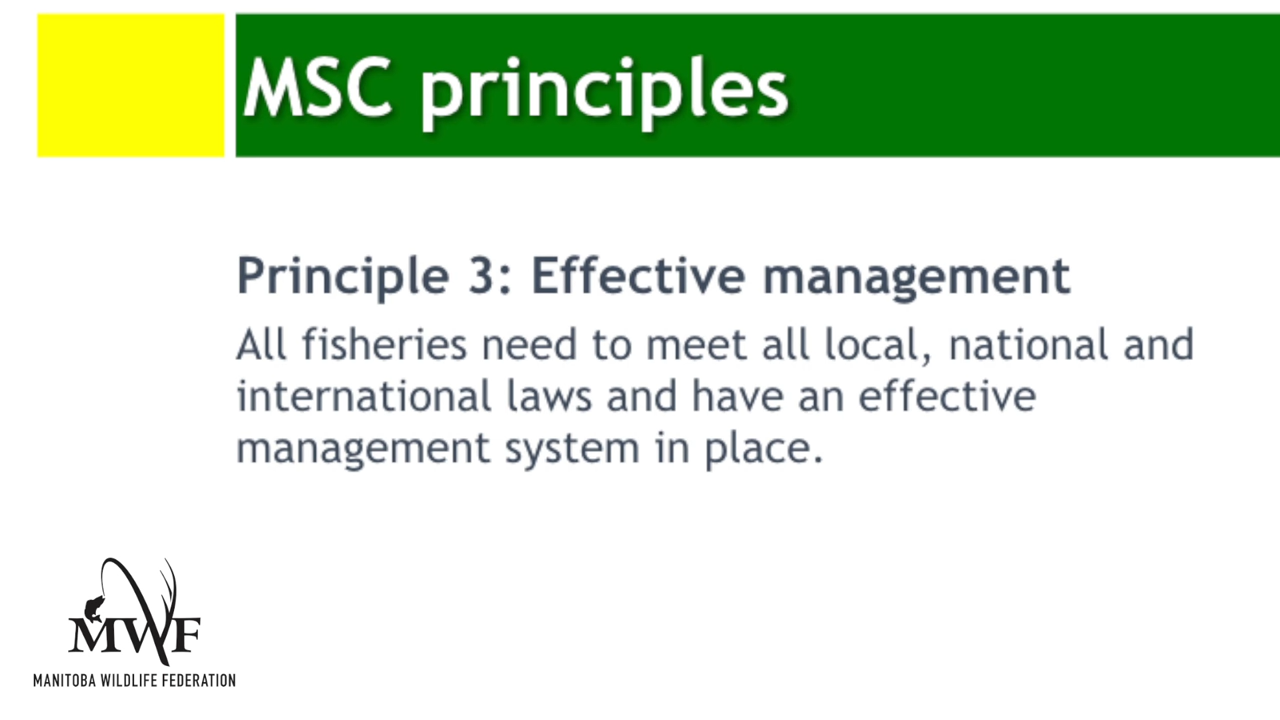 MSC principles
Principle 3: Effective management
All fisheries need to meet all local, national and
international laws and have an effective
management system in place.
MWF
MANITOBA WILDLIFE FEDERATION